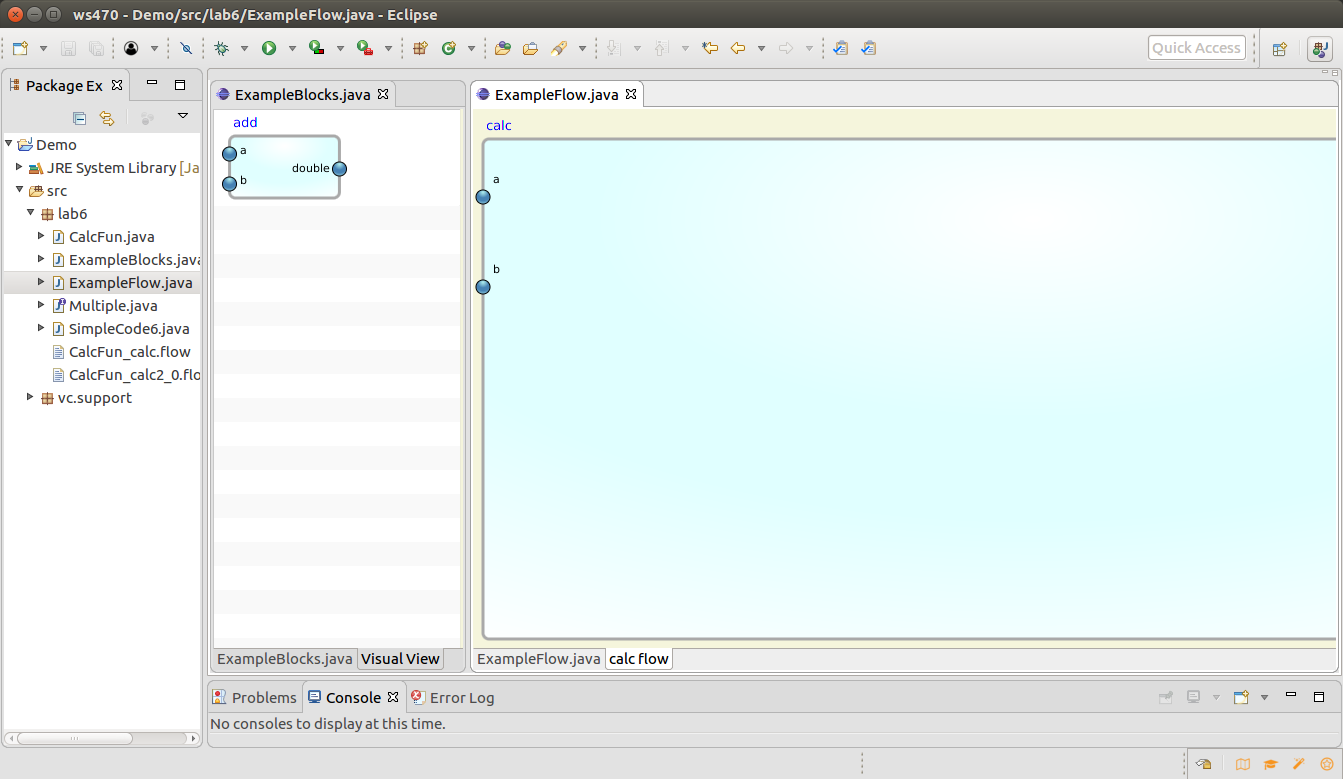 ws470 - Demo/src/lab6/ExampleFlow.java - Eclipse
Quick Access
Package Ex
Demo
JRE System Library [Ja
src
lab6
CalcFun.java
ExampleBlocks.java
ExampleFlow.java
Multiple.java
SimpleCode6.java
CalcFun_calc.flow
CalcFun_calc2_0.flo
vc.support
ExampleBlocks.java
add
a
double
b
ExampleBlocks.java
Visual View
ExampleFlow.java
calc
a
b
ExampleFlow.java
calc flow
Problems
Console
Error Log
No consoles to display at this time.